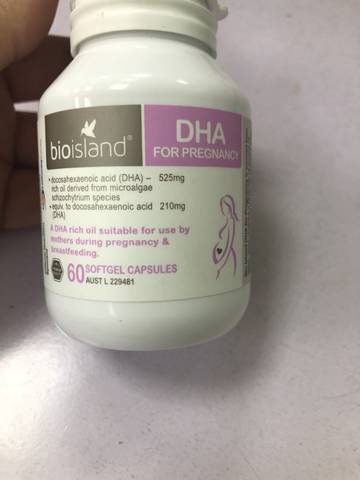 bioisland®
DHA
FOR PREGNANCY
• docosahexaenoic acid (DHA) – 525mg
rich oil derived from microalgae
schizochytrium species
• equiv. to docosahexaenoic acid 210mg
(DHA)
A DHA rich oil suitable for use by
mothers during pregnancy &
breastfeeding.
60 SOFTGEL CAPSULES
AUST L 229481